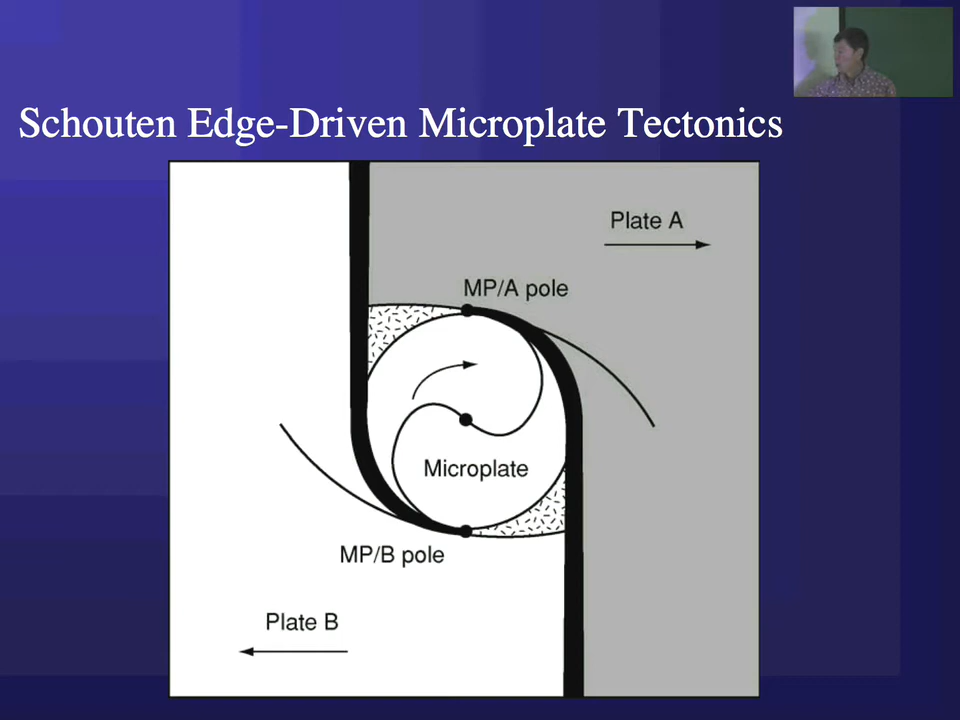 Schouten Edge-Driven Microplate Tectonics
Plate A
MP/A pole
Microplate
MP/B pole
Plate B